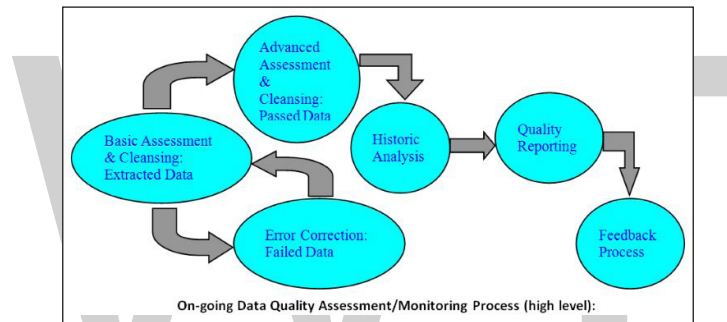 Advanced
Assessment
&
Cleansing:
Passed Data
Basic Assessment
& Cleansing:
Extracted Data
Historic
Analysis
Quality
Reporting
Error Correction:
Failed Data
Feedback
Process
On-going Data Quality Assessment/Monitoring Process (high level):